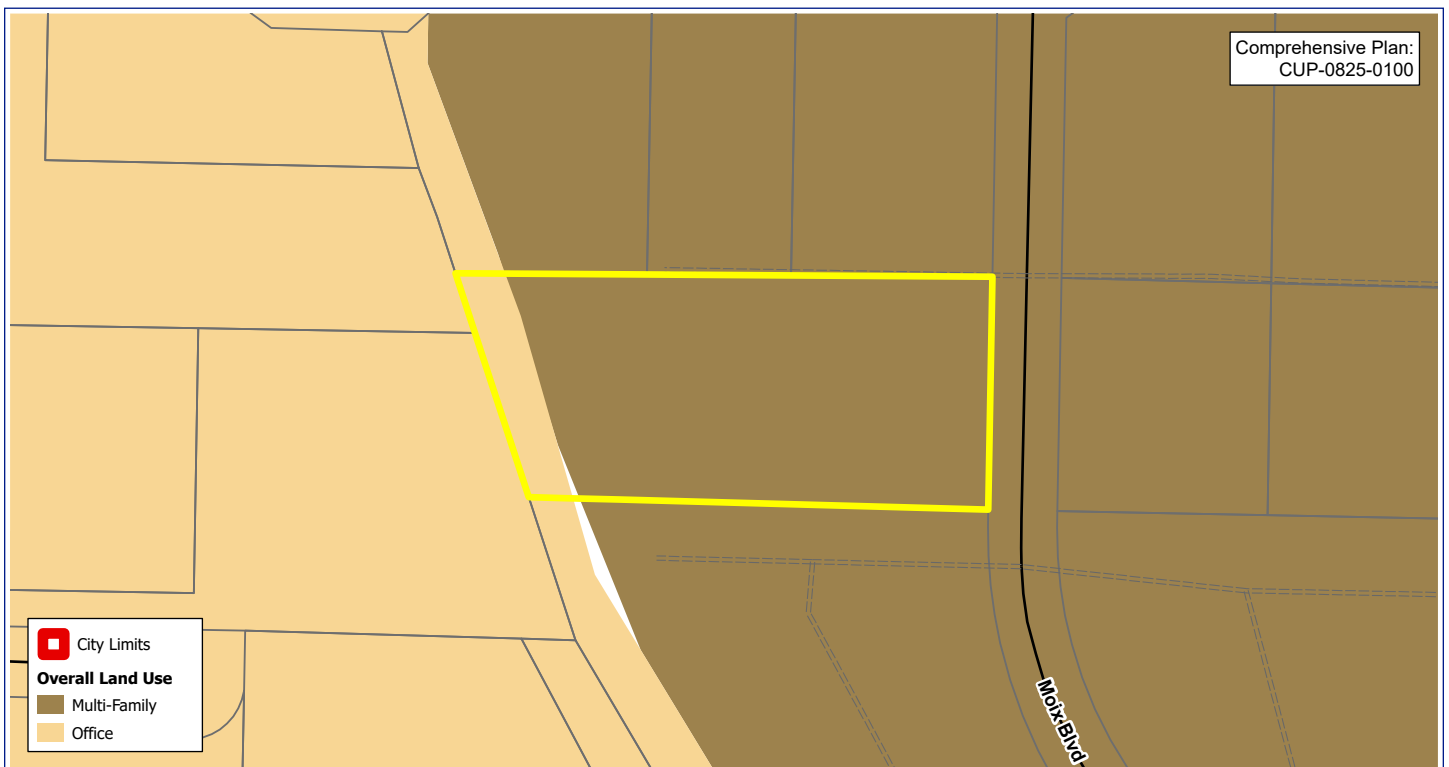 Comprehensive Plan:
CUP-0825-0100
Moix Blvd
City Limits
Overall Land Use
Multi-Family
Office